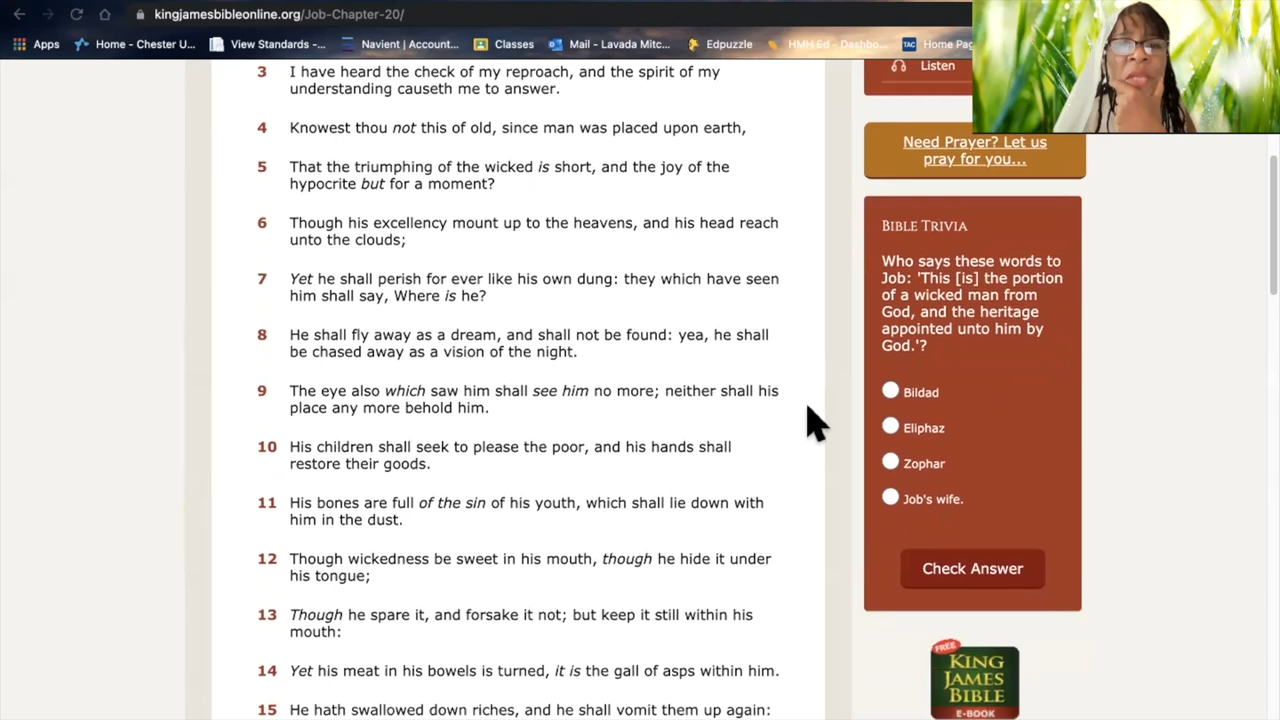 kingjamesbibleonline.org/Job-Chapter-20/
Apps Home - Chester U... View Standards -... Navient | Account... Classes Mail - Lavada Mitc... Edpuzzle HMH Ed - Dashbo... TAC Home Pag
3 I have heard the check of my reproach, and the spirit of my
understanding causeth me to answer.
4 Knowest thou not this of old, since man was placed upon earth,
5 That the triumphing of the wicked is short, and the joy of the
hypocrite but for a moment?
6 Though his excellency mount up to the heavens, and his head reach
unto the clouds;
7 Yet he shall perish for ever like his own dung: they which have seen
him shall say, Where is he?
8 He shall fly away as a dream, and shall not be found: yea, he shall
be chased away as a vision of the night.
9 The eye also which saw him shall see him no more; neither shall his
place any more behold him.
10 His children shall seek to please the poor, and his hands shall
restore their goods.
11 His bones are full of the sin of his youth, which shall lie down with
him in the dust.
12 Though wickedness be sweet in his mouth, though he hide it under
his tongue;
13 Though he spare it, and forsake it not; but keep it still within his
mouth:
14 Yet his meat in his bowels is turned, it is the gall of asps within him.
15 He hath swallowed down riches, and he shall vomit them up again:
Listen
Need Prayer? Let us
pray for you...
BIBLE TRIVIA
Who says these words to
Job: 'This [is] the portion
of a wicked man from
God, and the heritage
appointed unto him by
God.'?
Bildad
Eliphaz
Zophar
Job's wife.
Check Answer
FREE
KING
JAMES
BIBLE
E-BOOK